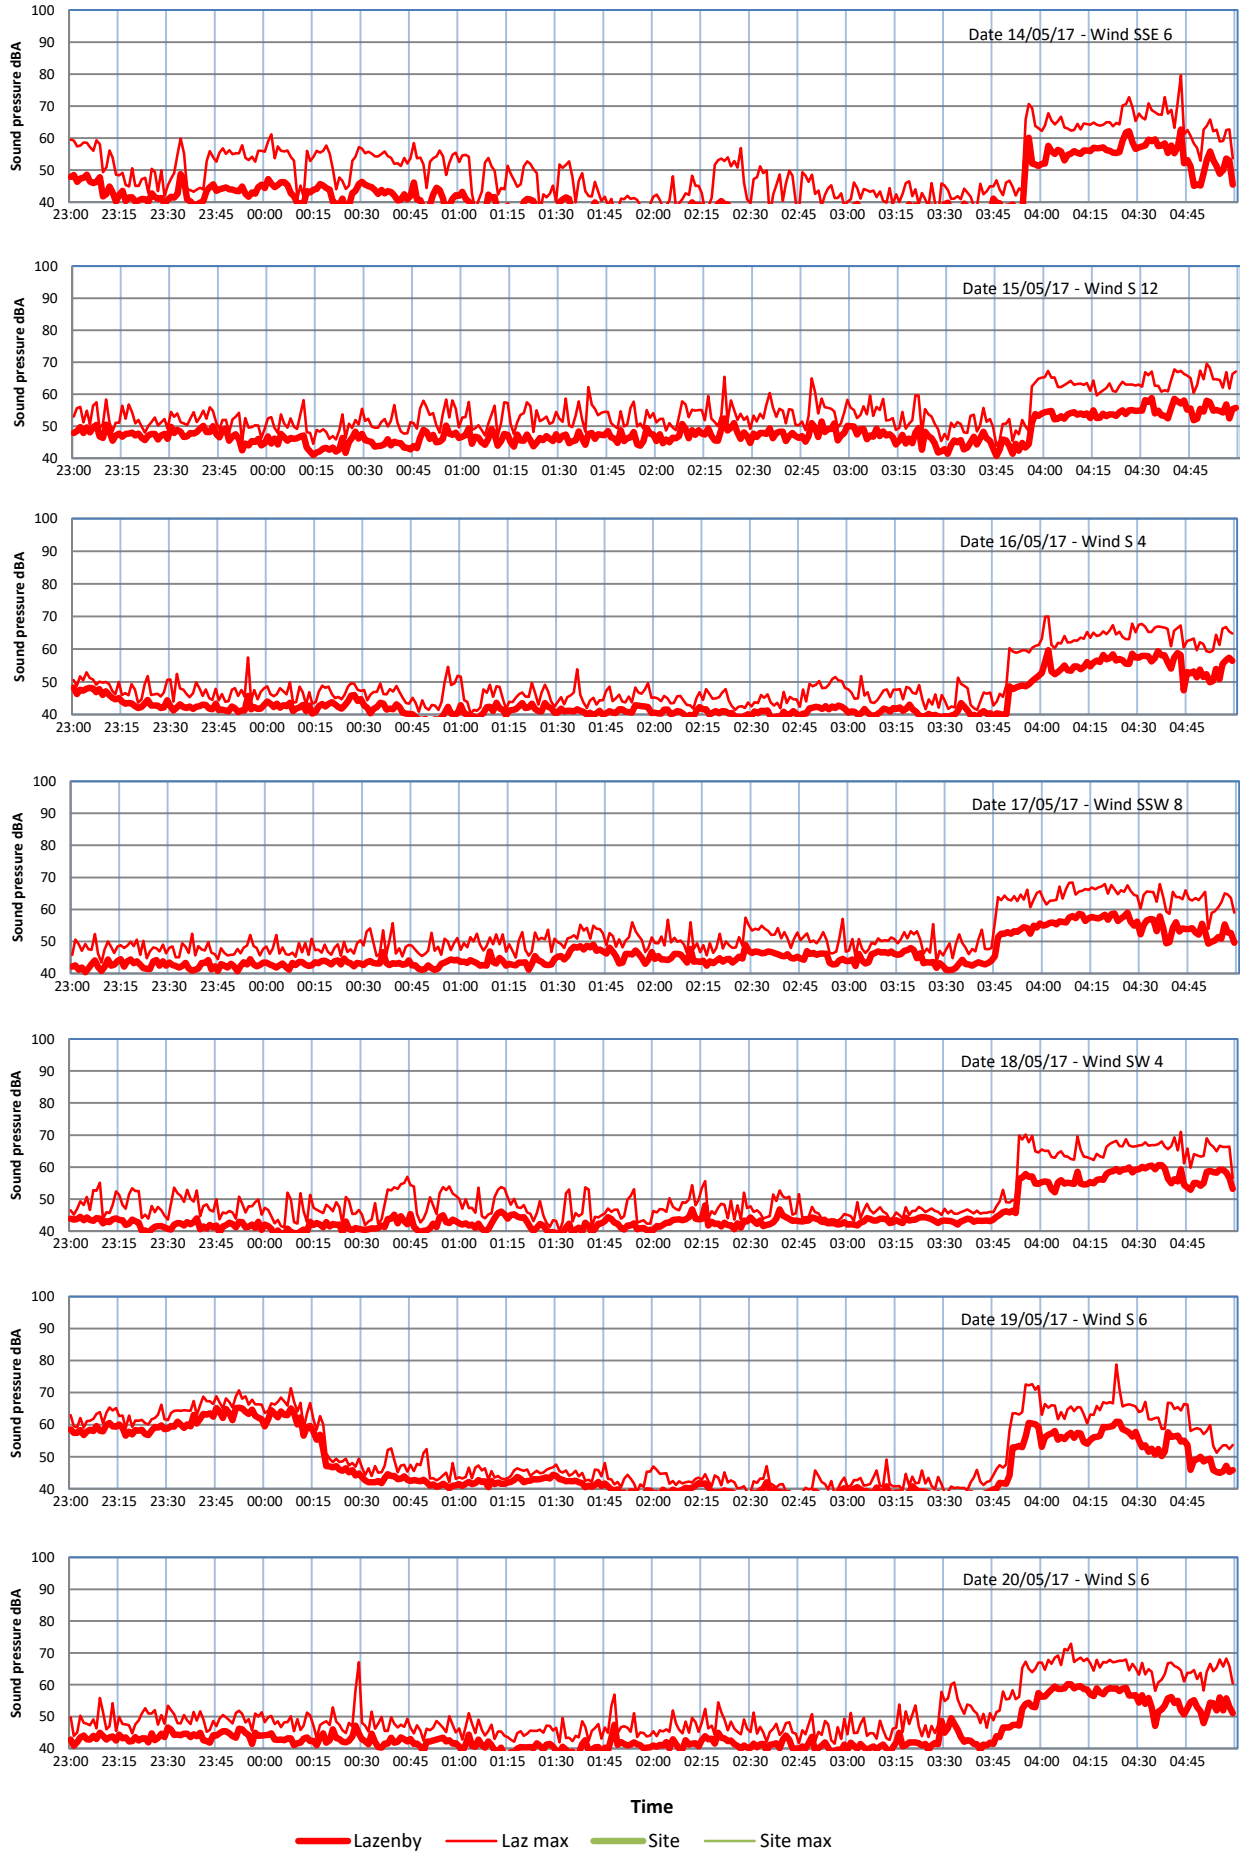 Date 14/05/17 - Wind SSE 6
Sound pressure dBA
100
90
80
70
60
50
40
23:00 23:15 23:30 23:45 00:00 00:15 00:30 00:45 01:00 01:15 01:30 01:45 02:00 02:15 02:30 02:45 03:00 03:15 03:30 03:45 04:00 04:15 04:30 04:45
Date 15/05/17 - Wind S 12
Sound pressure dBA
100
90
80
70
60
50
40
23:00 23:15 23:30 23:45 00:00 00:15 00:30 00:45 01:00 01:15 01:30 01:45 02:00 02:15 02:30 02:45 03:00 03:15 03:30 03:45 04:00 04:15 04:30 04:45
Date 16/05/17 - Wind S 4
Sound pressure dBA
100
90
80
70
60
50
40
23:00 23:15 23:30 23:45 00:00 00:15 00:30 00:45 01:00 01:15 01:30 01:45 02:00 02:15 02:30 02:45 03:00 03:15 03:30 03:45 04:00 04:15 04:30 04:45
Date 17/05/17 - Wind SSW 8
Sound pressure dBA
100
90
80
70
60
50
40
23:00 23:15 23:30 23:45 00:00 00:15 00:30 00:45 01:00 01:15 01:30 01:45 02:00 02:15 02:30 02:45 03:00 03:15 03:30 03:45 04:00 04:15 04:30 04:45
Date 18/05/17 - Wind SW 4
Sound pressure dBA
100
90
80
70
60
50
40
23:00 23:15 23:30 23:45 00:00 00:15 00:30 00:45 01:00 01:15 01:30 01:45 02:00 02:15 02:30 02:45 03:00 03:15 03:30 03:45 04:00 04:15 04:30 04:45
Date 19/05/17 - Wind S 6
Sound pressure dBA
100
90
80
70
60
50
40
23:00 23:15 23:30 23:45 00:00 00:15 00:30 00:45 01:00 01:15 01:30 01:45 02:00 02:15 02:30 02:45 03:00 03:15 03:30 03:45 04:00 04:15 04:30 04:45
Date 20/05/17 - Wind S 6
Sound pressure dBA
100
90
80
70
60
50
40
23:00 23:15 23:30 23:45 00:00 00:15 00:30 00:45 01:00 01:15 01:30 01:45 02:00 02:15 02:30 02:45 03:00 03:15 03:30 03:45 04:00 04:15 04:30 04:45
Time
Lazenby Laz max Site Site max